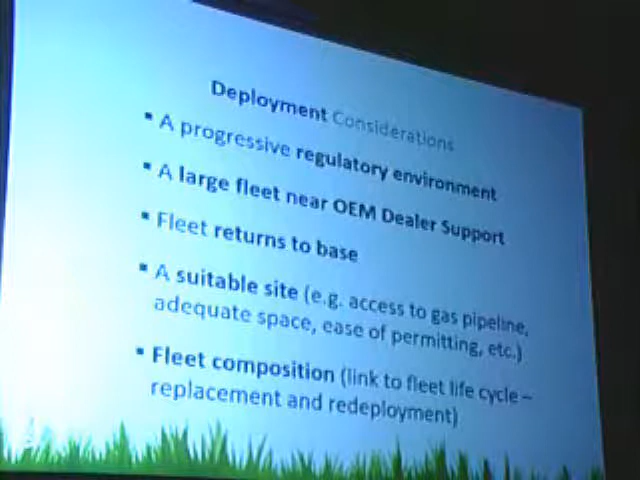 Deployment Considerations
▪ A progressive regulatory environment
▪ A large fleet near OEM Dealer Support
▪ Fleet returns to base
▪ A suitable site (e.g. access to gas pipeline,
adequate space, ease of permitting, etc.)
▪ Fleet composition (link to fleet life cycle –
replacement and redeployment)